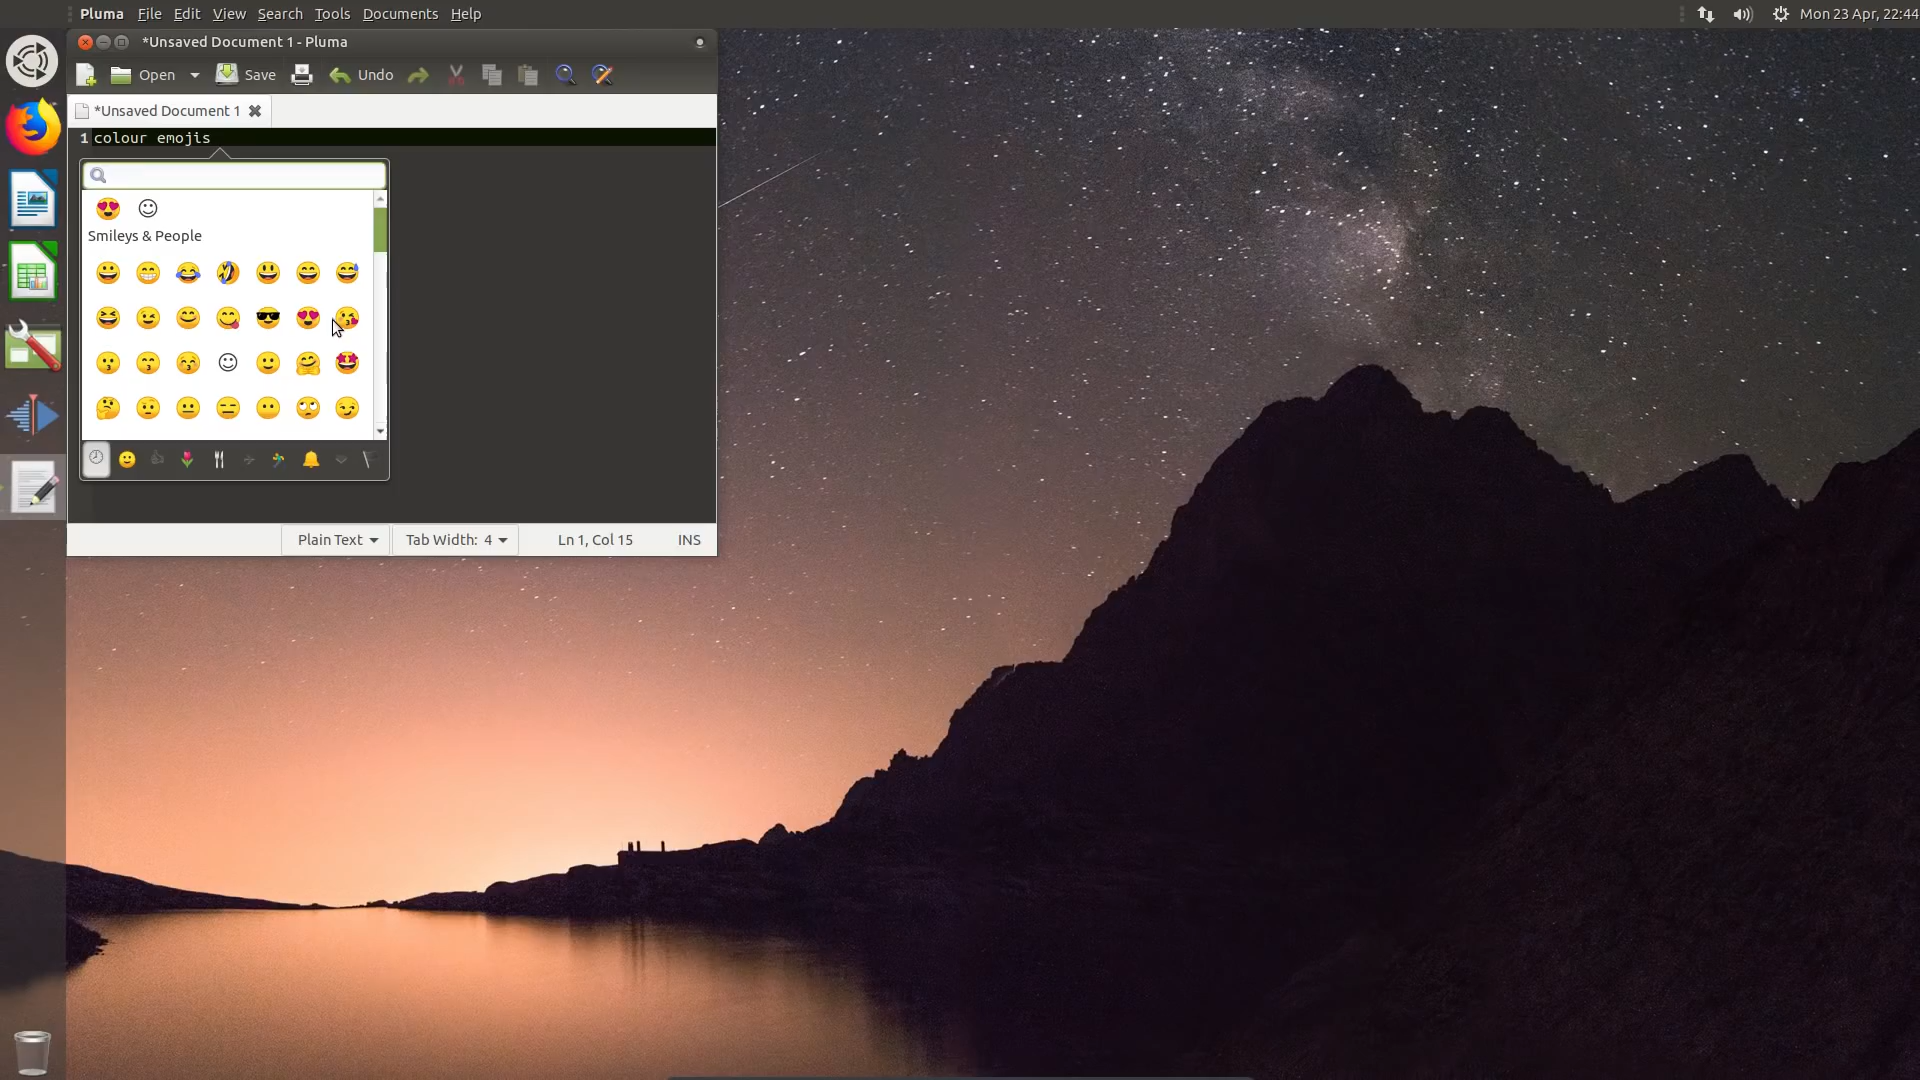 Pluma File Edit View Search Tools Documents Help
Mon 23 Apr, 22:44
*Unsaved Document 1 - Pluma
Open Save Undo
*Unsaved Document 1
1 colour emojis
Smileys & People
Plain Text Tab Width: 4 Ln 1, Col 15 INS